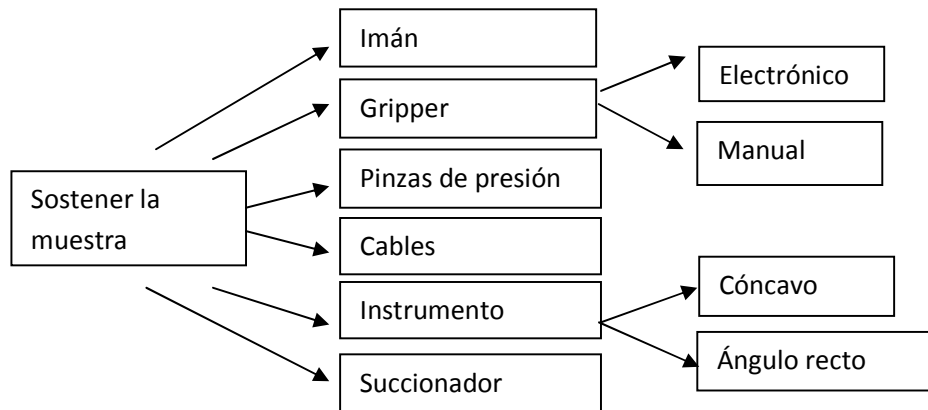 Sostener la
muestra
Imán
Gripper
Pinzas de presión
Cables
Instrumento
Succionador
Electrónico
Manual
Cóncavo
Ángulo recto